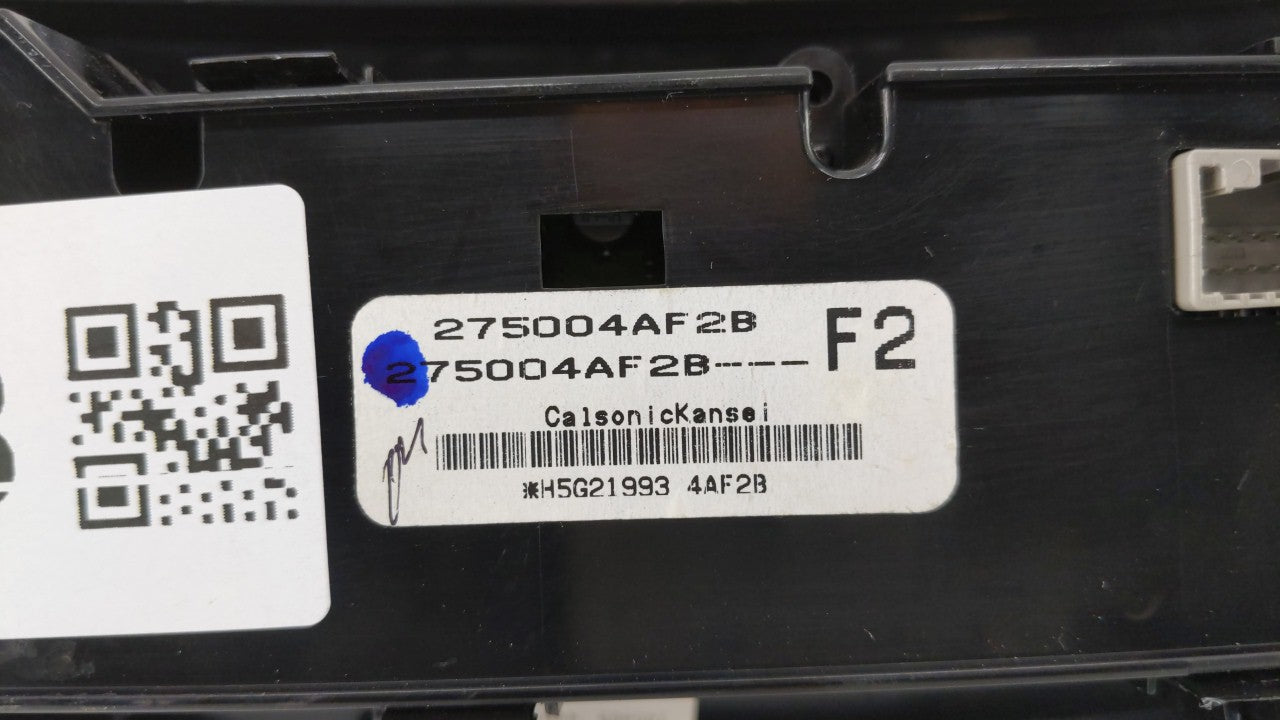 275004AF2B
275004AF2B----
F2
CalsonicKansei
*H5G21993 4AF2B